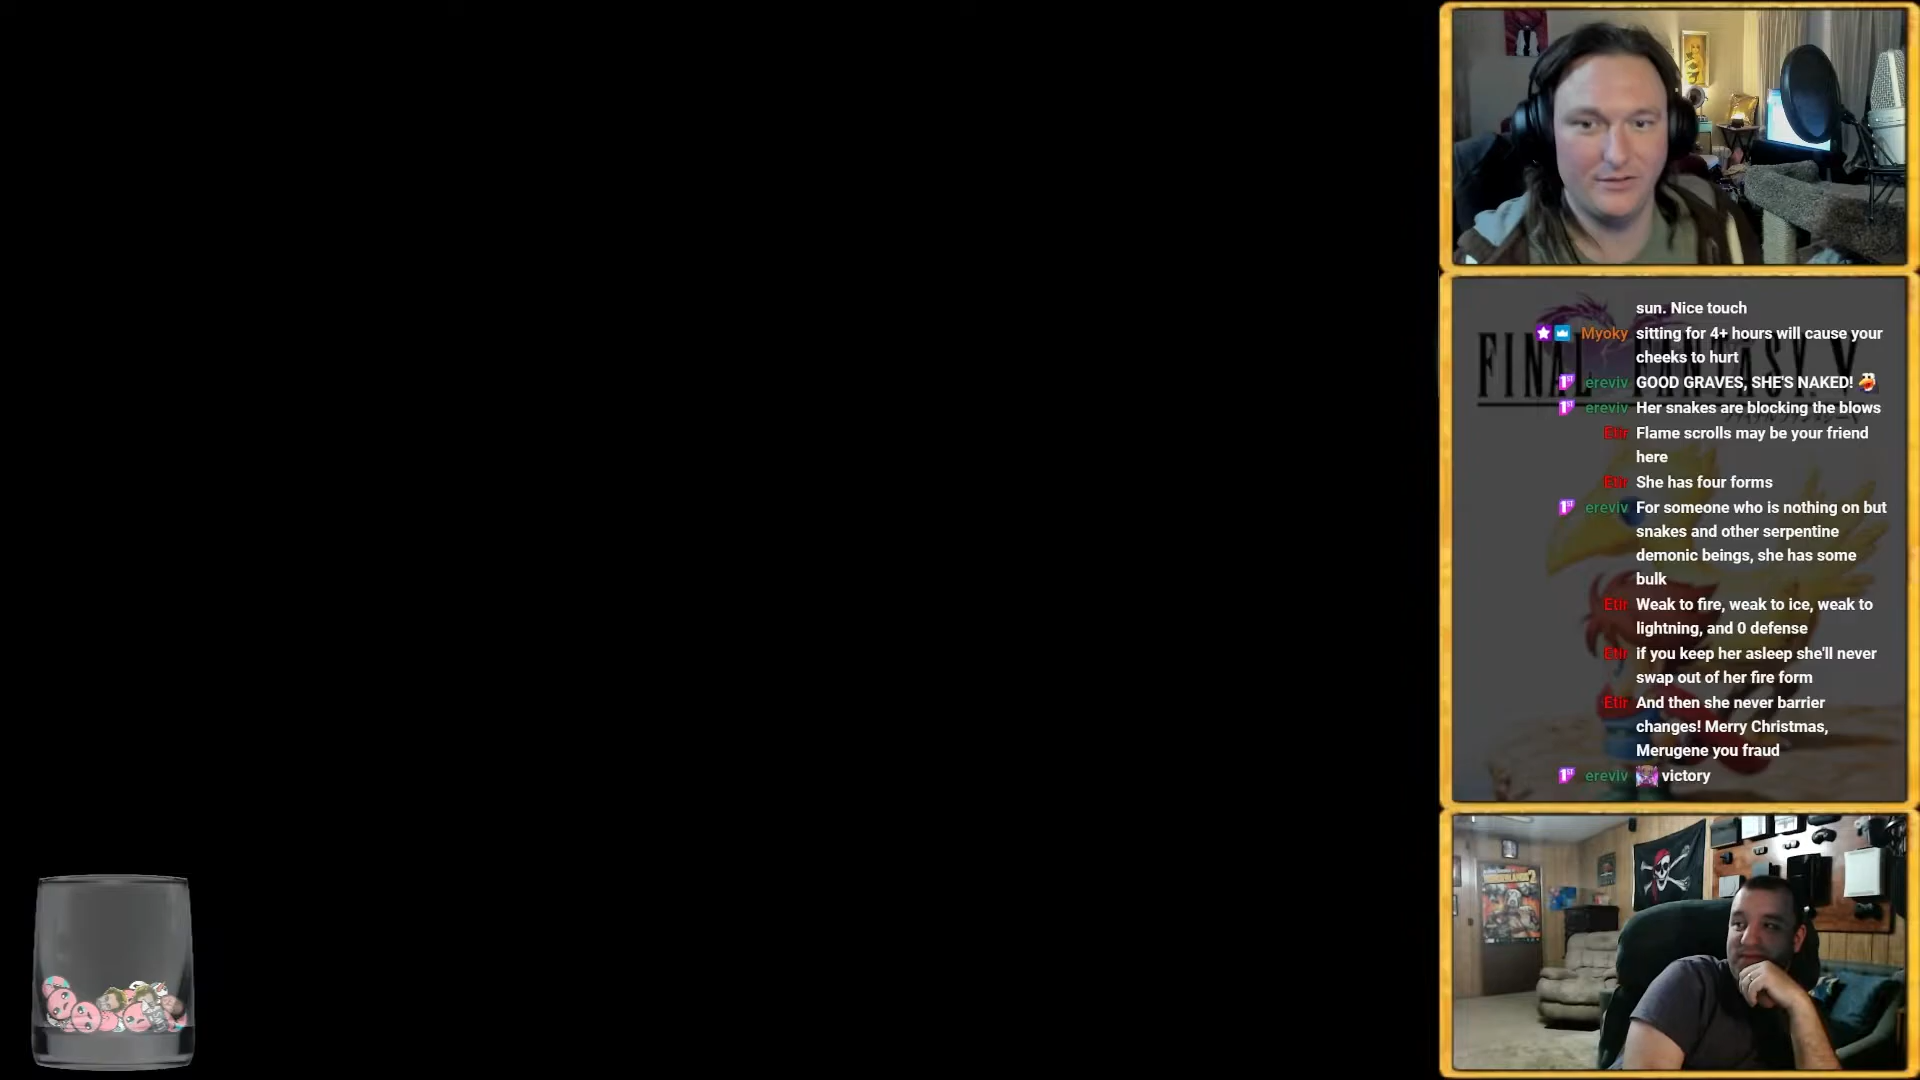 sun. Nice touch
Myoky sitting for 4+ hours will cause your
cheeks to hurt
ereviv GOOD GRAVES, SHE'S NAKED!
ereviv Her snakes are blocking the blows
Etir Flame scrolls may be your friend
here
Etir She has four forms
ereviv For someone who is nothing on but
snakes and other serpentine
demonic beings, she has some
bulk
Etir Weak to fire, weak to ice, weak to
lightning, and 0 defense
Etir if you keep her asleep she'll never
swap out of her fire form
Etir And then she never barrier
changes! Merry Christmas,
Merugene you fraud
ereviv victory
FINAL FANTASY V